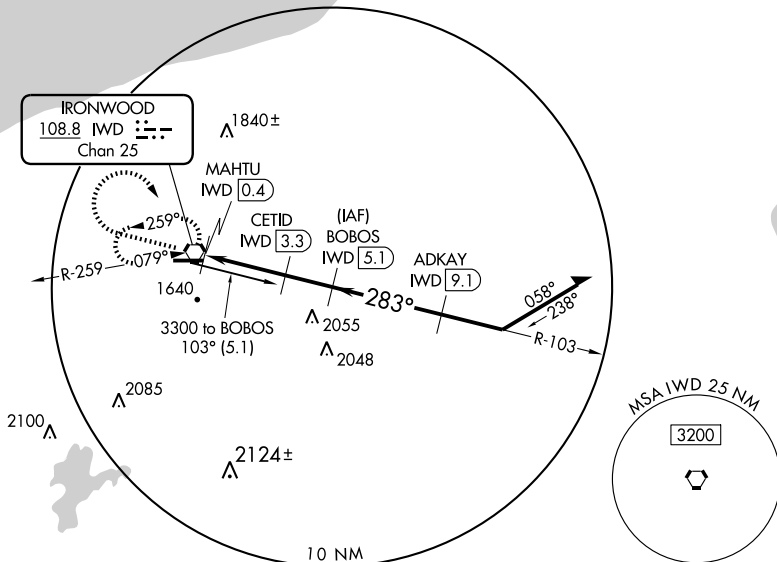 IRONWOOD
108.8 IWD
Chan 25
1840±
MAHTU
IWD 0.4
CETID
IWD 3.3
(IAF)
BOBOS
IWD 5.1
ADKAY
IWD 9.1
259°
079°
R-259
283°
058°
238°
R-103
1640
3300 to BOBOS
103° (5.1)
2055
2048
2085
2100
2124±
10 NM
MSA IWD 25 NM
3200